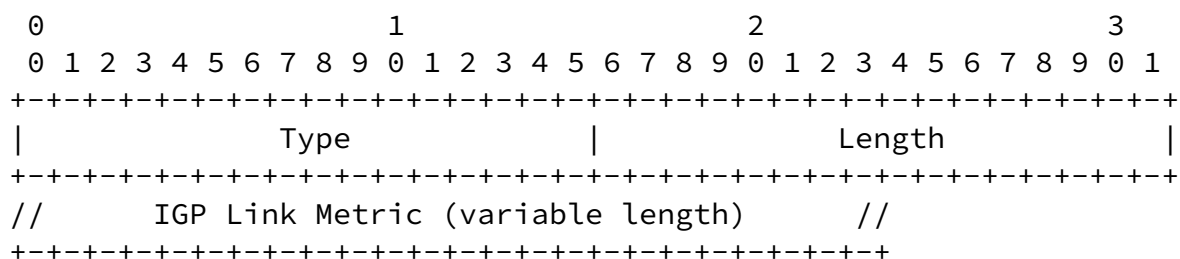 0                   1                   2                   3
 0 1 2 3 4 5 6 7 8 9 0 1 2 3 4 5 6 7 8 9 0 1 2 3 4 5 6 7 8 9 0 1
+-+-+-+-+-+-+-+-+-+-+-+-+-+-+-+-+-+-+-+-+-+-+-+-+-+-+-+-+-+-+-+-+
|              Type             |             Length            |
+-+-+-+-+-+-+-+-+-+-+-+-+-+-+-+-+-+-+-+-+-+-+-+-+-+-+-+-+-+-+-+-+
//      IGP Link Metric (variable length)      //
+-+-+-+-+-+-+-+-+-+-+-+-+-+-+-+-+-+-+-+-+-+-+-+-+